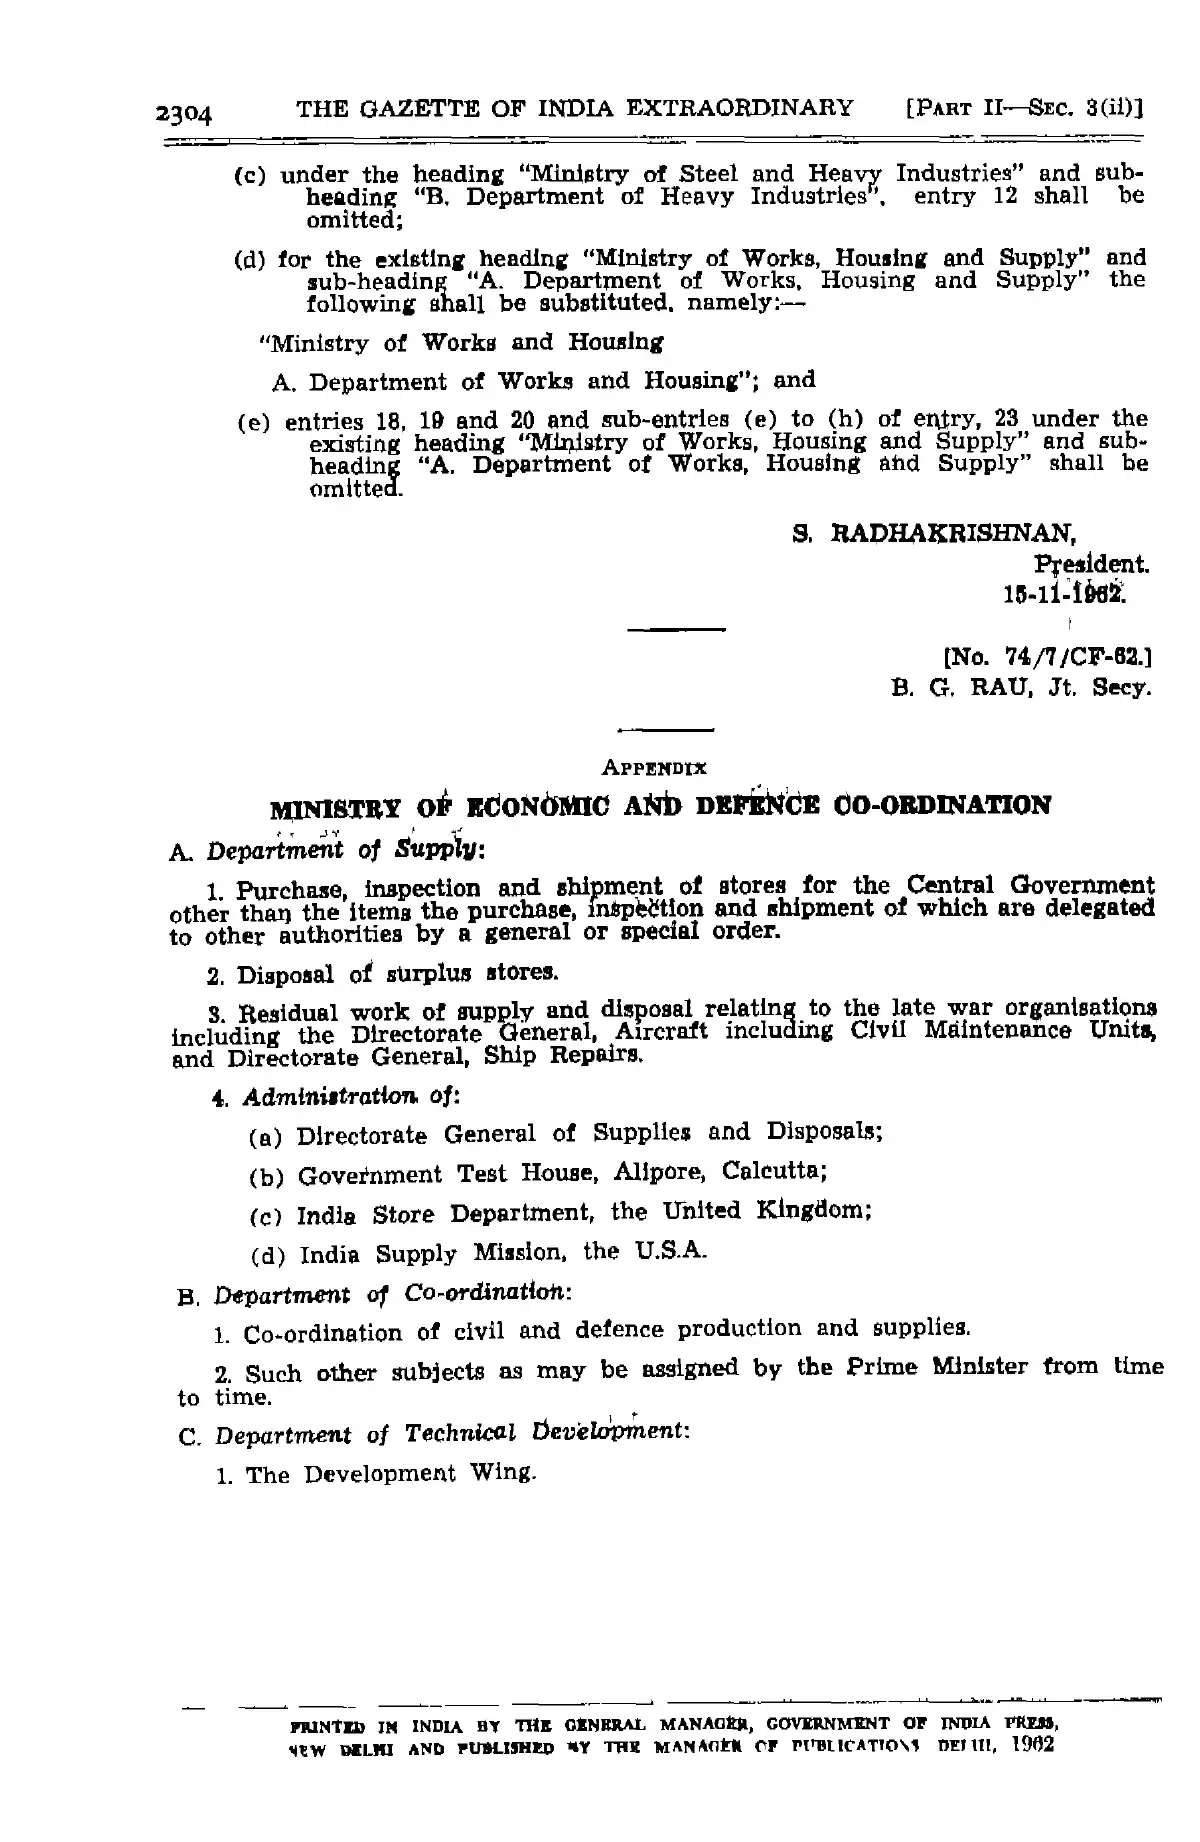 2304 THE GAZETTE OF INDIA EXTRAORDINARY [PART II—SEC. 3(ii)]
(c) under the heading "Ministry of Steel and Heavy Industries" and sub-
heading "B. Department of Heavy Industries", entry 12 shall be
omitted;
(d) for the existing heading "Ministry of Works, Housing and Supply" and
sub-heading "A. Department of Works, Housing and Supply" the
following shall be substituted, namely:—
"Ministry of Works and Housing
A. Department of Works and Housing"; and
(e) entries 18, 19 and 20 and sub-entries (e) to (h) of entry, 23 under the
existing heading "Ministry of Works, Housing and Supply" and sub-
heading "A. Department of Works, Housing and Supply" shall be
omitted.
S. RADHAKRISHNAN,
President.
15-11-1962.
[No. 74/7/CF-62.]
B. G. RAU, Jt. Secy.
APPENDIX
MINISTRY OF ECONOMIC AND DEFENCE CO-ORDINATION
A. Department of Supply:
1. Purchase, inspection and shipment of stores for the Central Government
other than the items the purchase, inspection and shipment of which are delegated
to other authorities by a general or special order.
2. Disposal of surplus stores.
3. Residual work of supply and disposal relating to the late war organisations
including the Directorate General, Aircraft including Civil Maintenance Units,
and Directorate General, Ship Repairs.
4. Administration of:
(a) Directorate General of Supplies and Disposals;
(b) Government Test House, Alipore, Calcutta;
(c) India Store Department, the United Kingdom;
(d) India Supply Mission, the U.S.A.
B. Department of Co-ordination:
1. Co-ordination of civil and defence production and supplies.
2. Such other subjects as may be assigned by the Prime Minister from time
to time.
C. Department of Technical Development:
1. The Development Wing.
PRINTED IN INDIA BY THE GENERAL MANAGER, GOVERNMENT OF INDIA PRESS,
NEW DELHI AND PUBLISHED BY THE MANAGER OF PUBLICATIONS DELHI, 1962